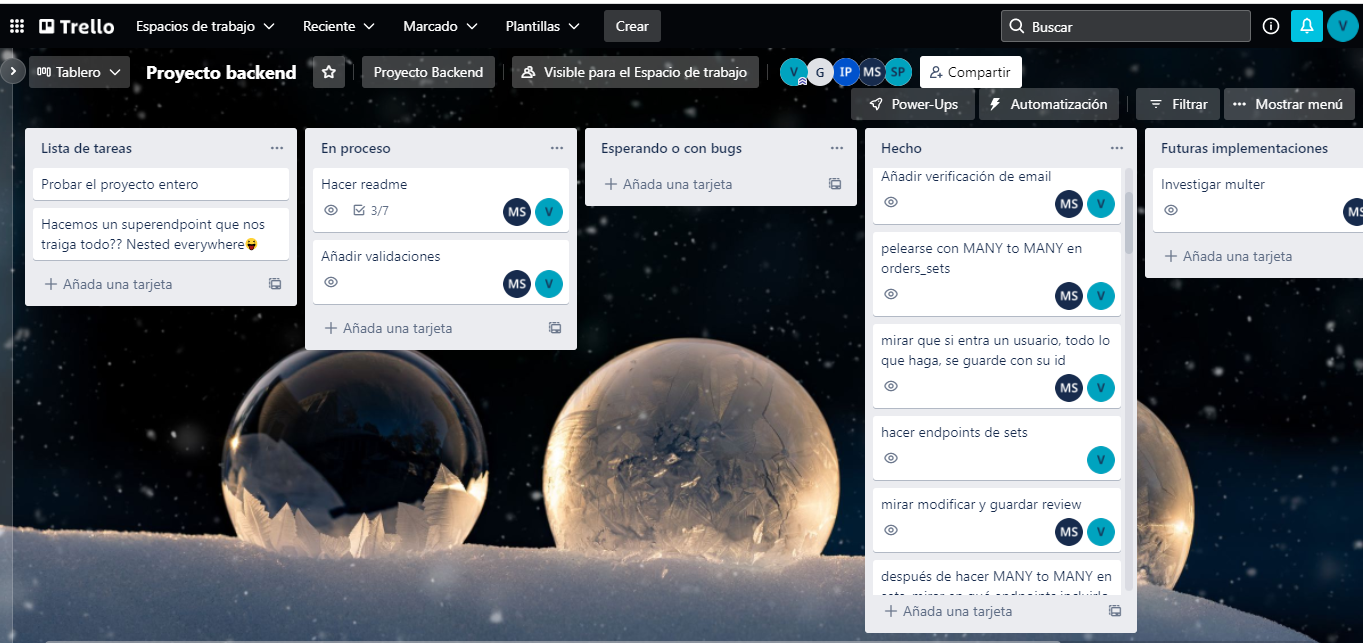 Trello
Espacios de trabajo
Reciente
Marcado
Plantillas
Crear
Buscar
V
Tablero
Proyecto backend
Proyecto Backend
Visible para el Espacio de trabajo
V
G
IP
MS
SP
Compartir
Power-Ups
Automatización
Filtrar
Mostrar menú
Lista de tareas
Probar el proyecto entero
Hacemos un superendpoint que nos
traiga todo?? Nested everywhere😜
Añada una tarjeta
En proceso
Hacer readme
3/7
MS
V
Añadir validaciones
MS
V
Añada una tarjeta
Esperando o con bugs
Añada una tarjeta
Hecho
Añadir verificación de email
MS
V
pelearse con MANY to MANY en
orders_sets
MS
V
mirar que si entra un usuario, todo lo
que haga, se guarde con su id
MS
V
hacer endpoints de sets
V
mirar modificar y guardar review
MS
V
después de hacer MANY to MANY en
sets, mirar en qué endpoints incluirlo
Añada una tarjeta
Futuras implementaciones
Investigar multer
MS
Añada una tarjeta